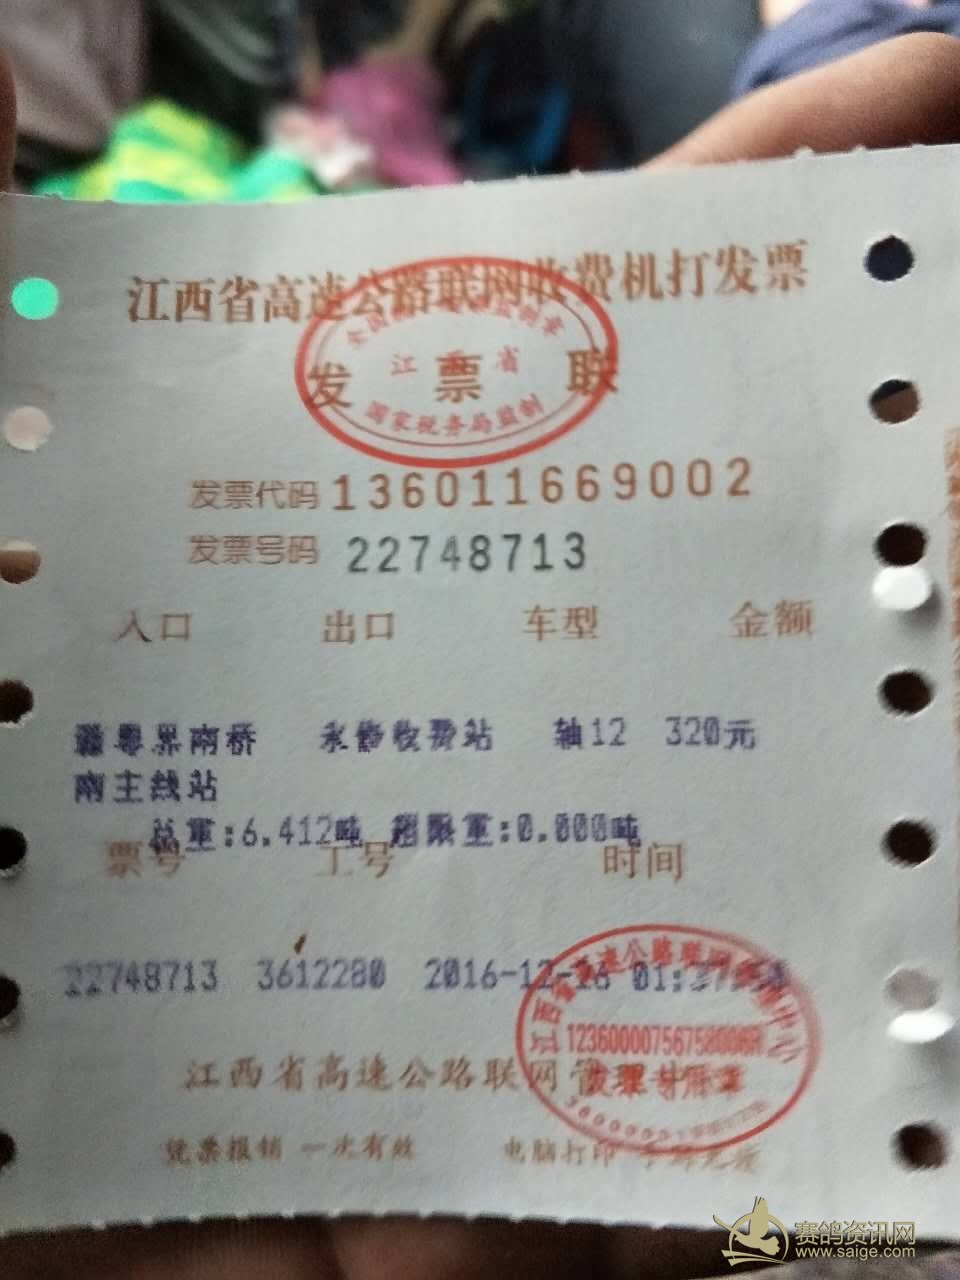 江西省高速公路联网收费机打发票
江 西 省
发 票 联
国家税务局监制
发票代码 136011669002
发票号码 22748713
入口 出口 车型 金额
赣粤界南桥 永修收费站 轴12 320元
南主线站
总重:6.412吨 超限重:0.000吨
票号 工号 时间
22748713 3612280 2016-12-16 01:27
12360000756758006R
江西省高速公路联网管
发票专用章
凭票报销 一次有效 电脑打印 手写无效
赛鸽资讯网
www.saige.com